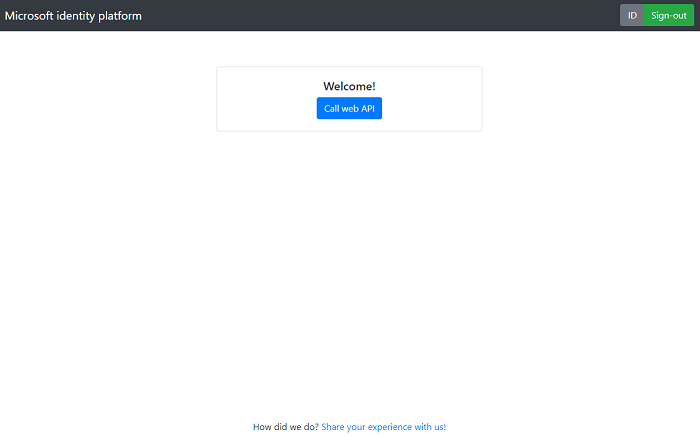 Microsoft identity platform
ID
Sign-out
Welcome!
Call web API
How did we do? Share your experience with us!